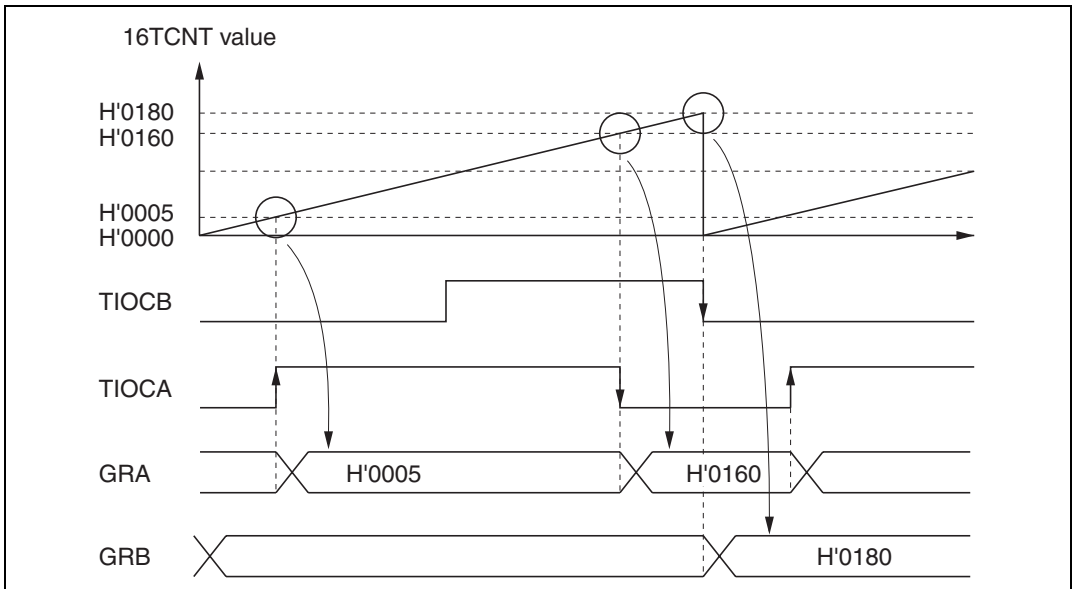 16TCNT value
H'0180
H'0160
H'0005
H'0000
TIOCB
TIOCA
GRA H'0005 H'0160
GRB H'0180